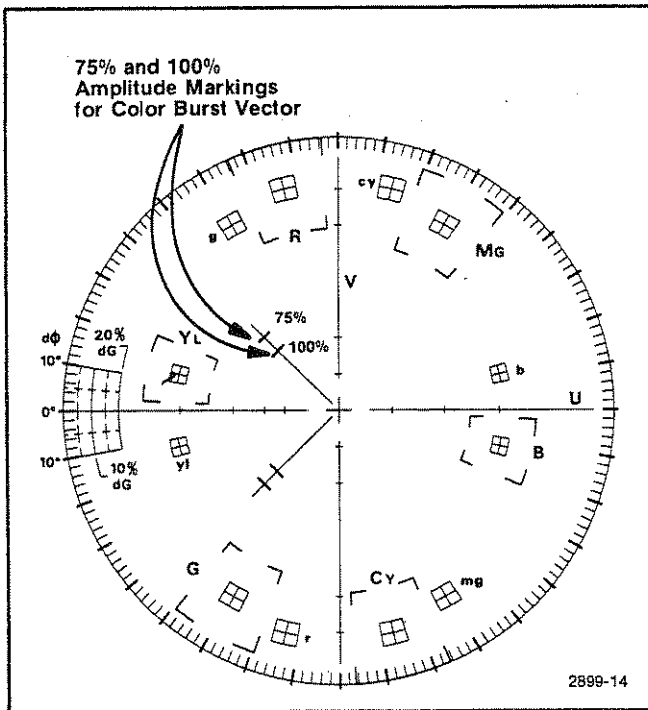 75% and 100%
Amplitude Markings
for Color Burst Vector
cy
g
R
MG
V
75%
100%
YL
dϕ
20%
dG
10°
b
U
0°
B
10°
yl
10%
dG
G
CY
mg
r
2899-14